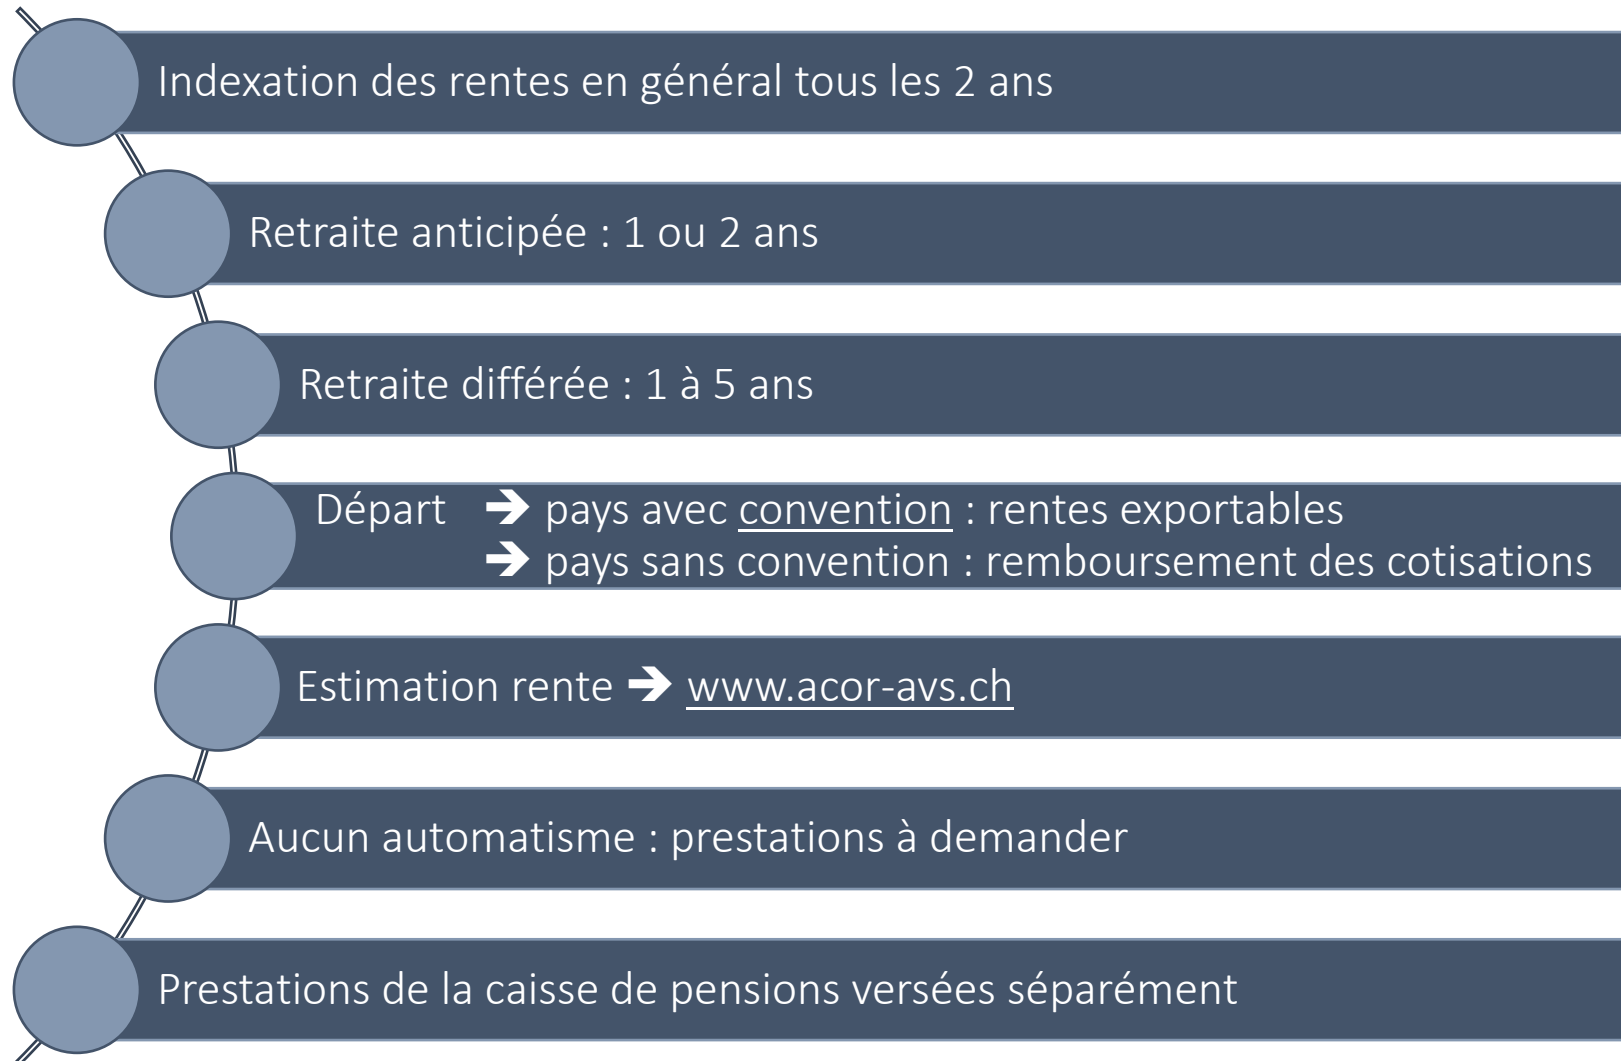 Indexation des rentes en général tous les 2 ans
Retraite anticipée : 1 ou 2 ans
Retraite différée : 1 à 5 ans
Départ ➔ pays avec convention : rentes exportables
➔ pays sans convention : remboursement des cotisations
Estimation rente ➔ www.acor-avs.ch
Aucun automatisme : prestations à demander
Prestations de la caisse de pensions versées séparément